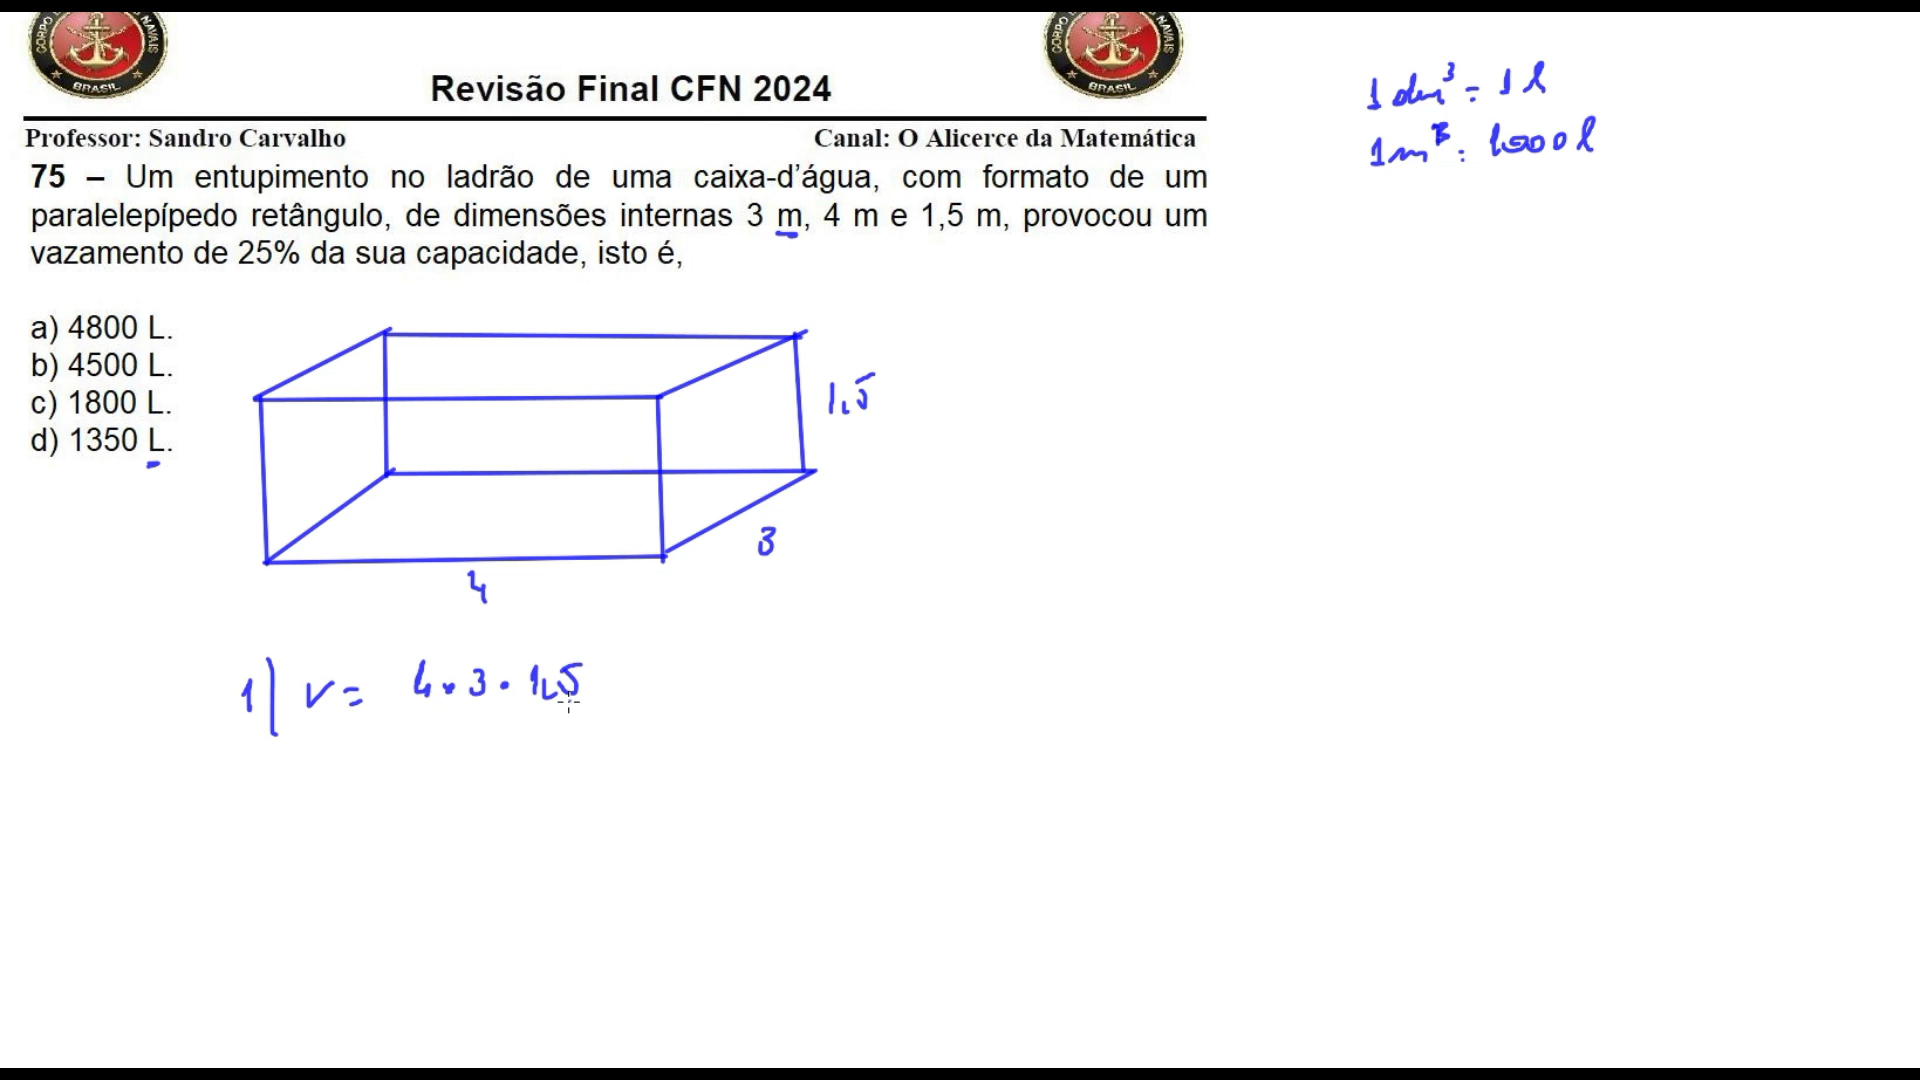 Revisão Final CFN 2024
Professor: Sandro Carvalho Canal: O Alicerce da Matemática
75 – Um entupimento no ladrão de uma caixa-d’água, com formato de um
paralelepípedo retângulo, de dimensões internas 3 m, 4 m e 1,5 m, provocou um
vazamento de 25% da sua capacidade, isto é,
a) 4800 L.
b) 4500 L.
c) 1800 L.
d) 1350 L.
1 dm³ = 1 l
1 m³ = 1000 l
1,5
3
4
1) V = 4 · 3 · 1,5
BRASIL
BRASIL